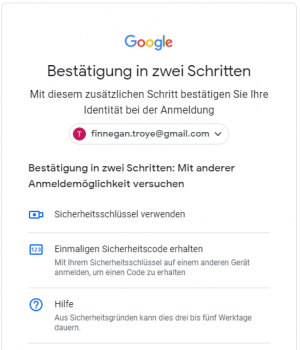 Google
Bestätigung in zwei Schritten
Mit diesem zusätzlichen Schritt bestätigen Sie Ihre
Identität bei der Anmeldung
T finnegan.troye@gmail.com
Bestätigung in zwei Schritten: Mit anderer
Anmeldemöglichkeit versuchen
Sicherheitsschlüssel verwenden
123 Einmaligen Sicherheitscode erhalten
Mit Ihrem Sicherheitsschlüssel auf einem anderen Gerät
anmelden, um einen Code zu erhalten
? Hilfe
Aus Sicherheitsgründen kann dies drei bis fünf Werktage
dauern.